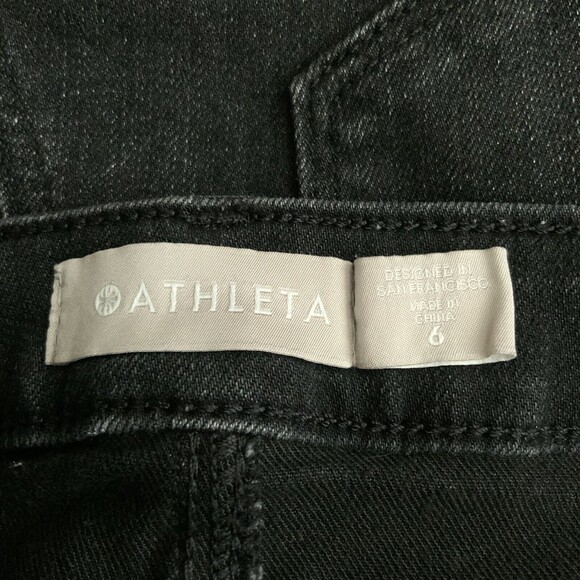 ATHLETA
DESIGNED IN
SAN FRANCISCO
MADE IN
CHINA
6